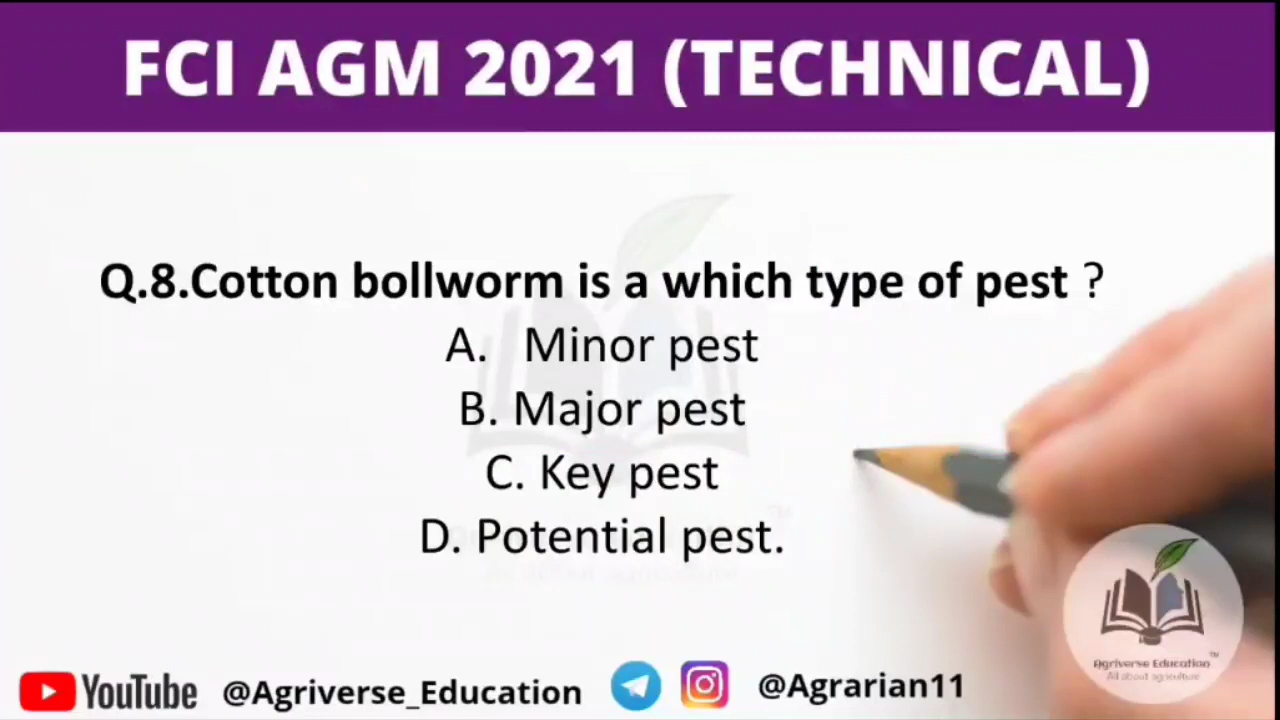 FCI AGM 2021 (TECHNICAL)
Q.8.Cotton bollworm is a which type of pest ?
A. Minor pest
B. Major pest
C. Key pest
D. Potential pest.
Agriverse Education™
All about agriculture
YouTube @Agriverse_Education @Agrarian11